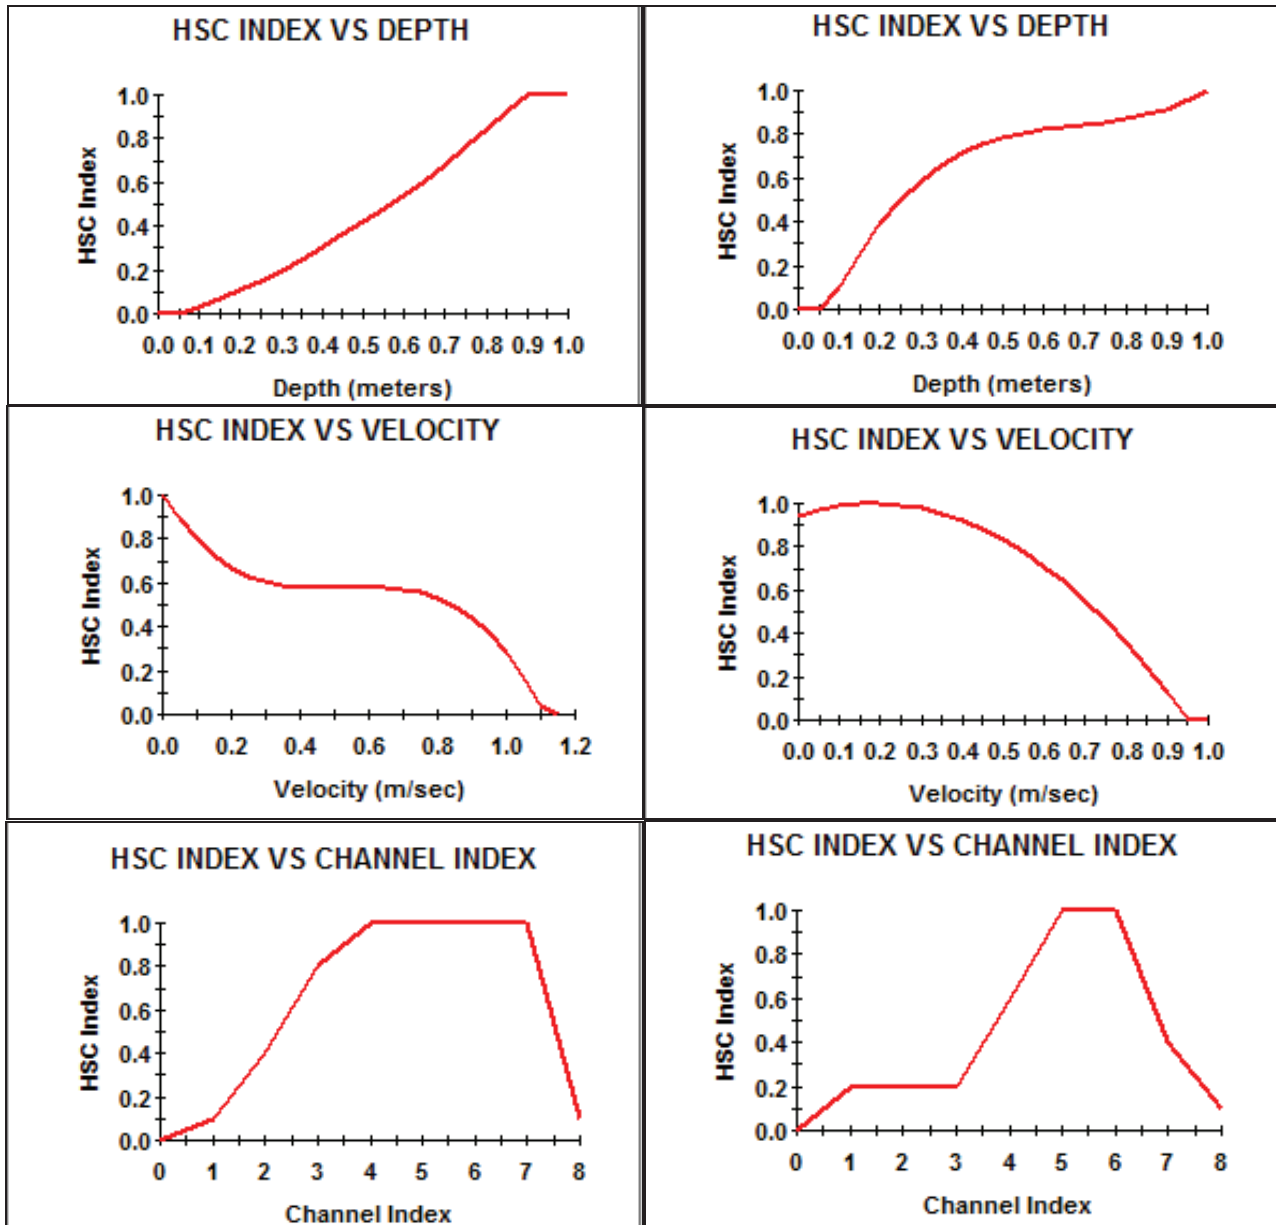 HSC INDEX VS DEPTH
HSC Index
1.0
0.8
0.6
0.4
0.2
0.0
0.0 0.1 0.2 0.3 0.4 0.5 0.6 0.7 0.8 0.9 1.0
Depth (meters)
HSC INDEX VS DEPTH
HSC Index
1.0
0.8
0.6
0.4
0.2
0.0
0.0 0.1 0.2 0.3 0.4 0.5 0.6 0.7 0.8 0.9 1.0
Depth (meters)
HSC INDEX VS VELOCITY
HSC Index
1.0
0.8
0.6
0.4
0.2
0.0
0.0 0.2 0.4 0.6 0.8 1.0 1.2
Velocity (m/sec)
HSC INDEX VS VELOCITY
HSC Index
1.0
0.8
0.6
0.4
0.2
0.0
0.0 0.1 0.2 0.3 0.4 0.5 0.6 0.7 0.8 0.9 1.0
Velocity (m/sec)
HSC INDEX VS CHANNEL INDEX
HSC Index
1.0
0.8
0.6
0.4
0.2
0.0
0 1 2 3 4 5 6 7 8
Channel Index
HSC INDEX VS CHANNEL INDEX
HSC Index
1.0
0.8
0.6
0.4
0.2
0.0
0 1 2 3 4 5 6 7 8
Channel Index